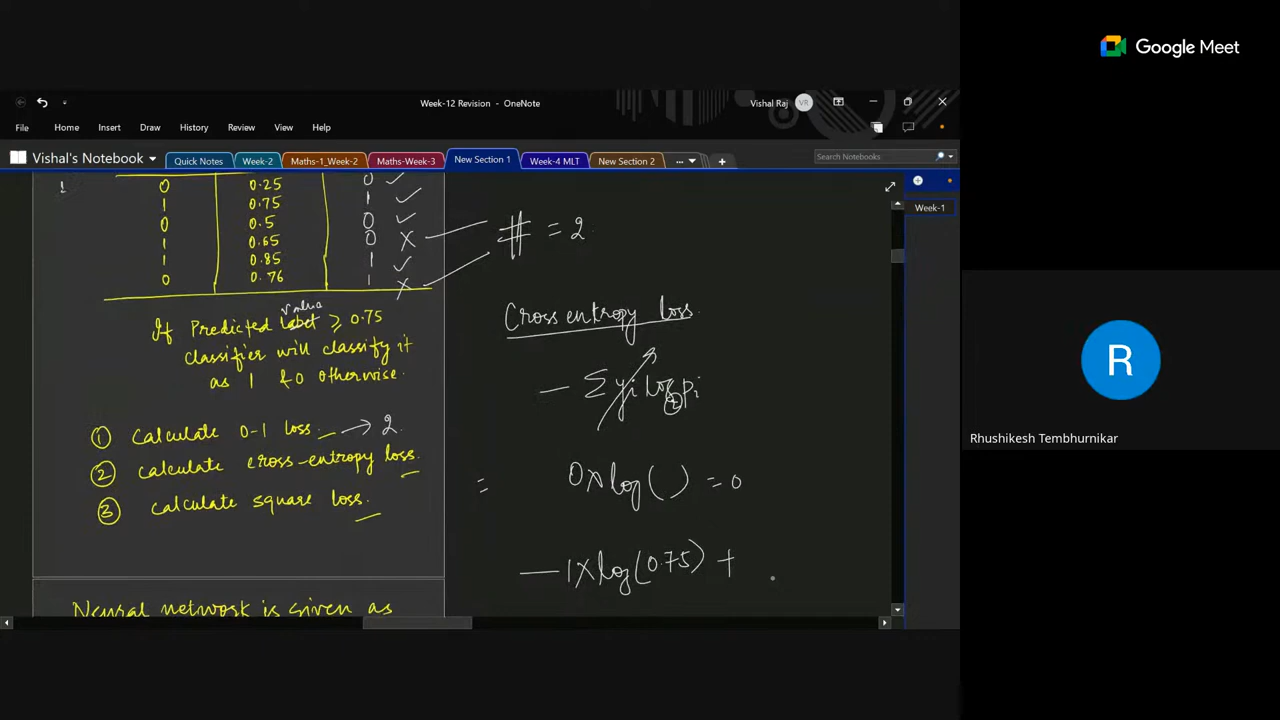 Google Meet
Week-12 Revision - OneNote
Vishal Raj VR
File Home Insert Draw History Review View Help
Vishal's Notebook Quick Notes Week-2 Maths-1_Week-2 Maths-Week-3 New Section 1 Week-4 MLT New Section 2 ... Search Notebooks
Week-1
0 0.25 0 ✓
1 0.75 1 ✓
0 0.5 0 ✓
1 0.65 0 X
1 0.85 1 ✓
0 0.76 1 X
# = 2
If Predicted label value ≥ 0.75
classifier will classify it
as 1 & 0 otherwise.
① Calculate 0-1 loss → 2
② Calculate cross-entropy loss.
③ Calculate square loss.
Cross entropy loss.
- Σ yi log2 pi
= 0 x log( ) = 0
- 1 x log(0.75) +
Neural network is given as
R
Rhushikesh Tembhurnikar